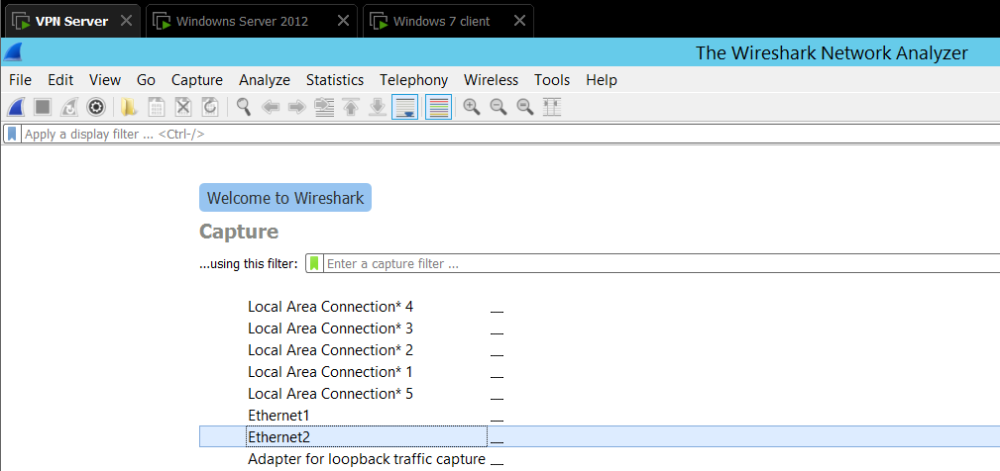 VPN Server Windowns Server 2012 Windows 7 client
The Wireshark Network Analyzer
File Edit View Go Capture Analyze Statistics Telephony Wireless Tools Help
Apply a display filter ... <Ctrl-/>
Welcome to Wireshark
Capture
...using this filter: Enter a capture filter ...
Local Area Connection* 4
Local Area Connection* 3
Local Area Connection* 2
Local Area Connection* 1
Local Area Connection* 5
Ethernet1
Ethernet2
Adapter for loopback traffic capture